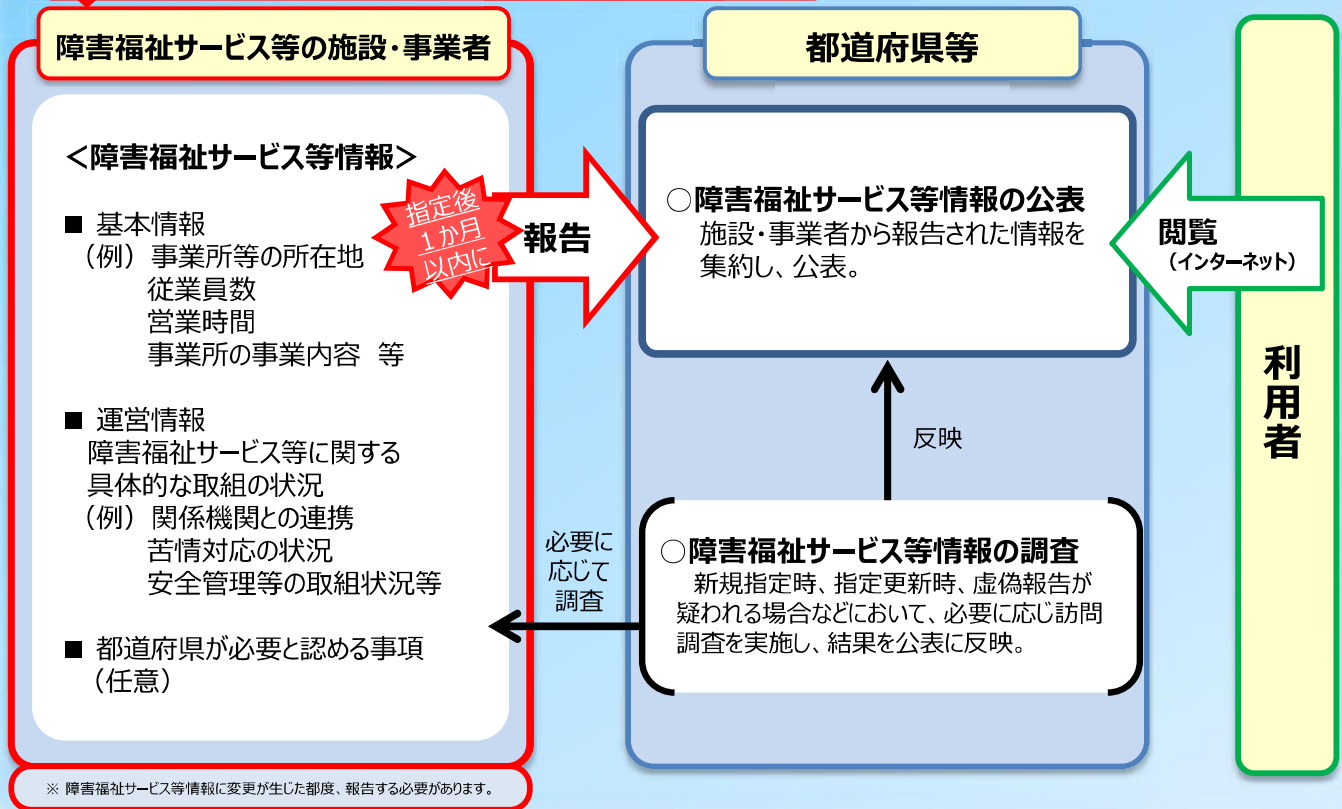 障害福祉サービス等の施設・事業者
＜障害福祉サービス等情報＞
■ 基本情報
（例）事業所等の所在地
従業員数
営業時間
事業所の事業内容 等
■ 運営情報
障害福祉サービス等に関する
具体的な取組の状況
（例）関係機関との連携
苦情対応の状況
安全管理等の取組状況等
■ 都道府県が必要と認める事項
（任意）
※ 障害福祉サービス等情報に変更が生じた都度、報告する必要があります。
指定後
１か月
以内に
報告
必要に
応じて
調査
都道府県等
○障害福祉サービス等情報の公表
施設・事業者から報告された情報を
集約し、公表。
反映
○障害福祉サービス等情報の調査
新規指定時、指定更新時、虚偽報告が
疑われる場合などにおいて、必要に応じ訪問
調査を実施し、結果を公表に反映。
閲覧
（インターネット）
利用者